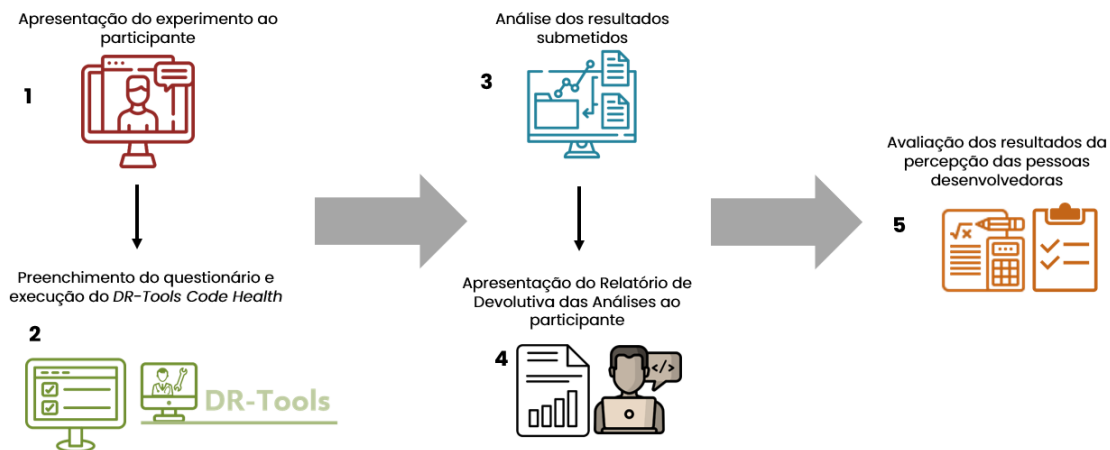 Apresentação do experimento ao
participante
1
Preenchimento do questionário e
execução do DR-Tools Code Health
2
DR-Tools
Análise dos resultados
submetidos
3
Apresentação do Relatório de
Devolutiva das Análises ao
participante
4
</>
Avaliação dos resultados da
percepção das pessoas
desenvolvedoras
5
√x